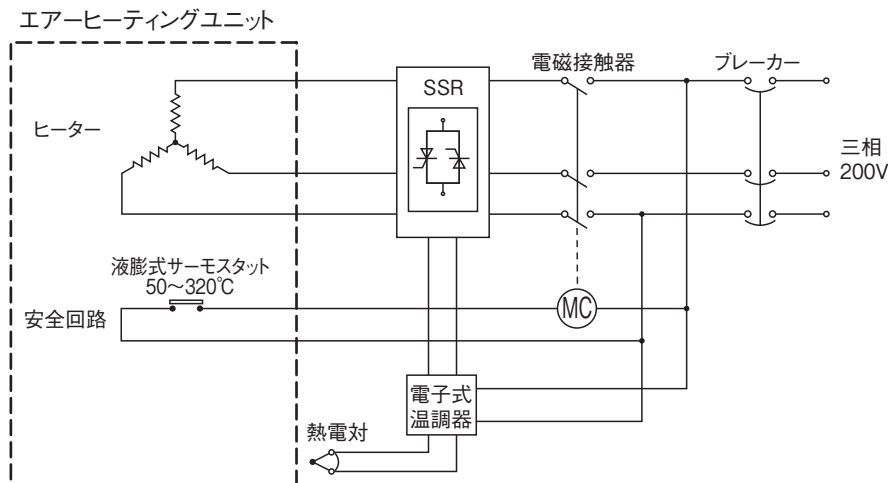 エアーヒーティングユニット
電磁接触器
ブレーカー
SSR
ヒーター
三相
200V
液膨式サーモスタット
50〜320℃
安全回路
MC
電子式
温調器
熱電対